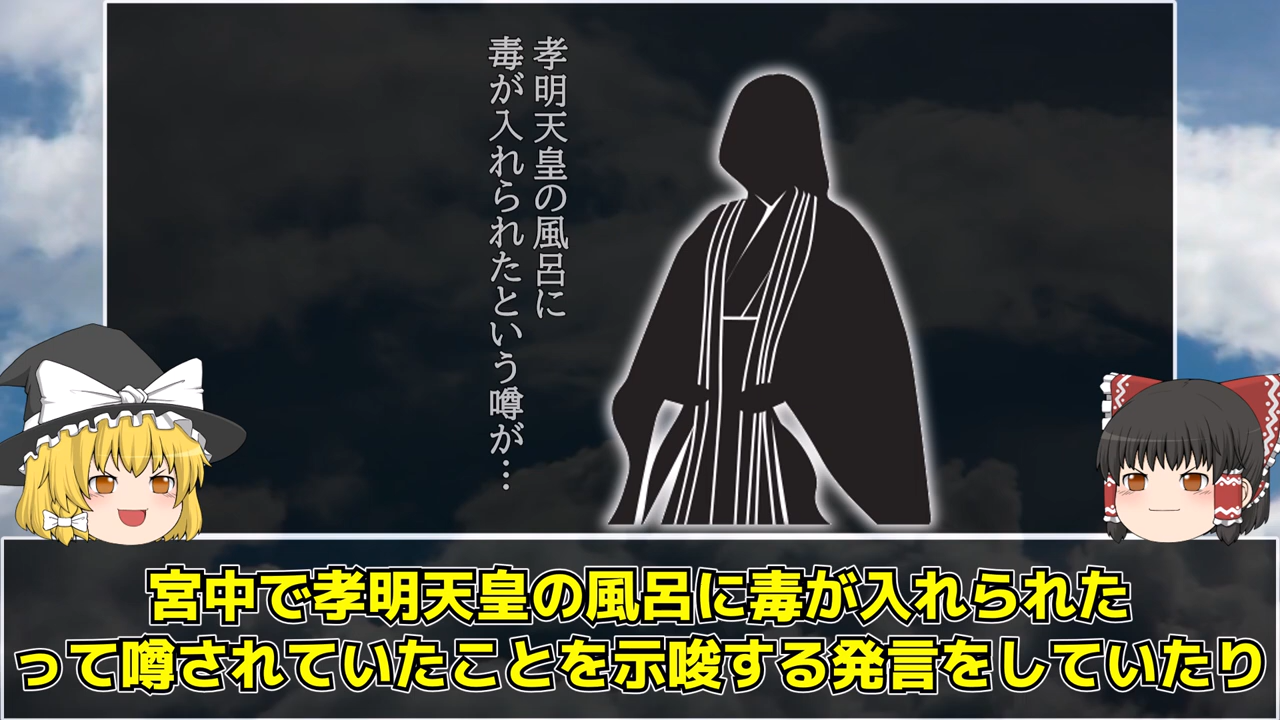 孝明天皇の風呂に
毒が入れられたという噂が…
宮中で孝明天皇の風呂に毒が入れられた
って噂されていたことを示唆する発言をしていたり